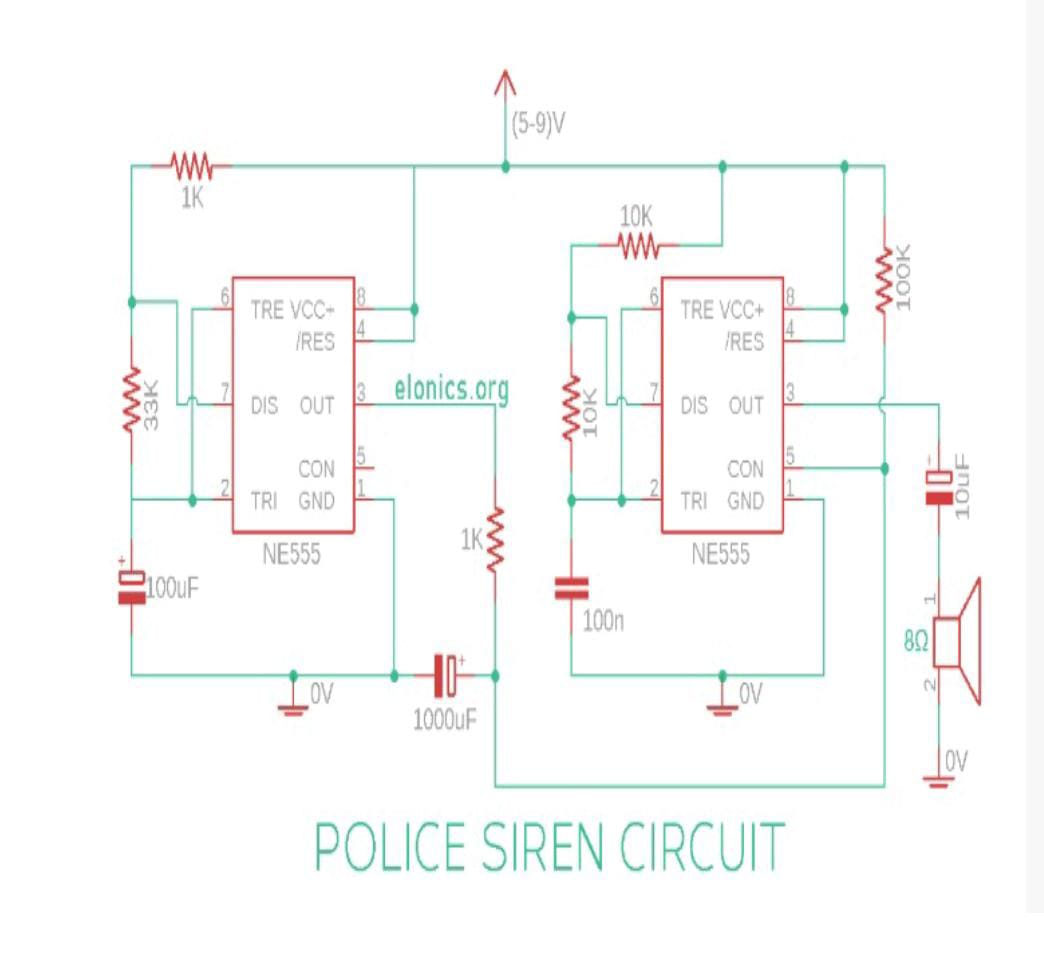 (5-9)V
1K
10K
100K
6 TRE VCC+ 8
/RES 4
33K
7 DIS OUT 3
CON 5
2 TRI GND 1
NE555
elonics.org
1K
100uF
0V
1000uF
6 TRE VCC+ 8
/RES 4
10K
7 DIS OUT 3
CON 5
2 TRI GND 1
NE555
100n
0V
+
10uF
1
8Ω
2
0V
+
+
POLICE SIREN CIRCUIT